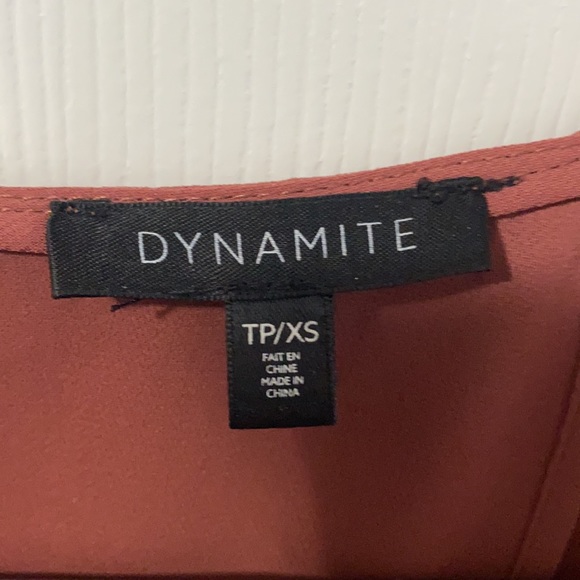 DYNAMITE
TP/XS
FAIT EN
CHINE
MADE IN
CHINA